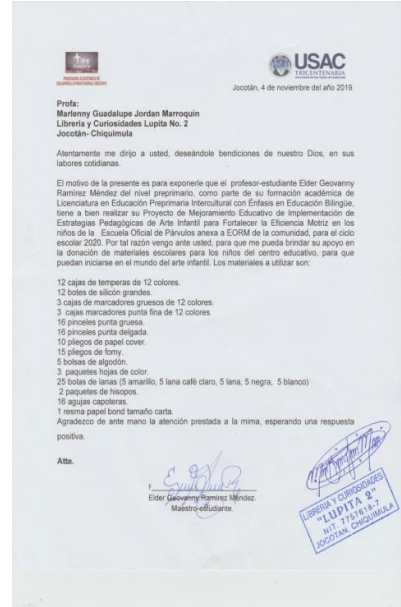 PROGRAMA ACADÉMICO DE
DESARROLLO PROFESIONAL DOCENTE
USAC
TRICENTENARIA
Universidad de San Carlos de Guatemala
Jocotán, 4 de noviembre del año 2019.
Profa:
Marlenny Guadalupe Jordan Marroquín
Libreria y Curiosidades Lupita No. 2
Jocotán- Chiquimula
Atentamente me dirijo a usted, deseándole bendiciones de nuestro Dios, en sus
labores cotidianas.
El motivo de la presente es para exponerle que el profesor-estudiante Elder Geovanny
Ramírez Méndez del nivel preprimario, como parte de su formación académica de
Licenciatura en Educación Preprimaria Intercultural con Énfasis en Educación Bilingüe,
tiene a bien realizar su Proyecto de Mejoramiento Educativo de Implementación de
Estrategias Pedagógicas de Arte Infantil para Fortalecer la Eficiencia Motriz en los
niños de la Escuela Oficial de Párvulos anexa a EORM de la comunidad, para el ciclo
escolar 2020. Por tal razón vengo ante usted, para que me pueda brindar su apoyo en
la donación de materiales escolares para los niños del centro educativo, para que
puedan iniciarse en el mundo del arte infantil. Los materiales a utilizar son:
12 cajas de temperas de 12 colores.
12 botes de silicón grandes.
3 cajas de marcadores gruesos de 12 colores.
3 cajas marcadores punta fina de 12 colores.
16 pinceles punta gruesa.
16 pinceles punta delgada.
10 pliegos de papel cover.
15 pliegos de fomy.
5 bolsas de algodón.
3 paquetes hojas de color.
25 bolas de lanas (5 amarillo, 5 lana café claro, 5 lana, 5 negra, 5 blanco)
2 paquetes de hisopos.
16 agujas capoteras.
1 resma papel bond tamaño carta.
Agradezco de ante mano la atención prestada a la mima, esperando una respuesta
positiva.
Atte.
F
Elder Geovanny Ramírez Méndez.
Maestro-estudiante.
LIBRERIA Y CURIOSIDADES
"LUPITA 2"
NIT. 7757618-7
JOCOTAN, CHIQUIMULA